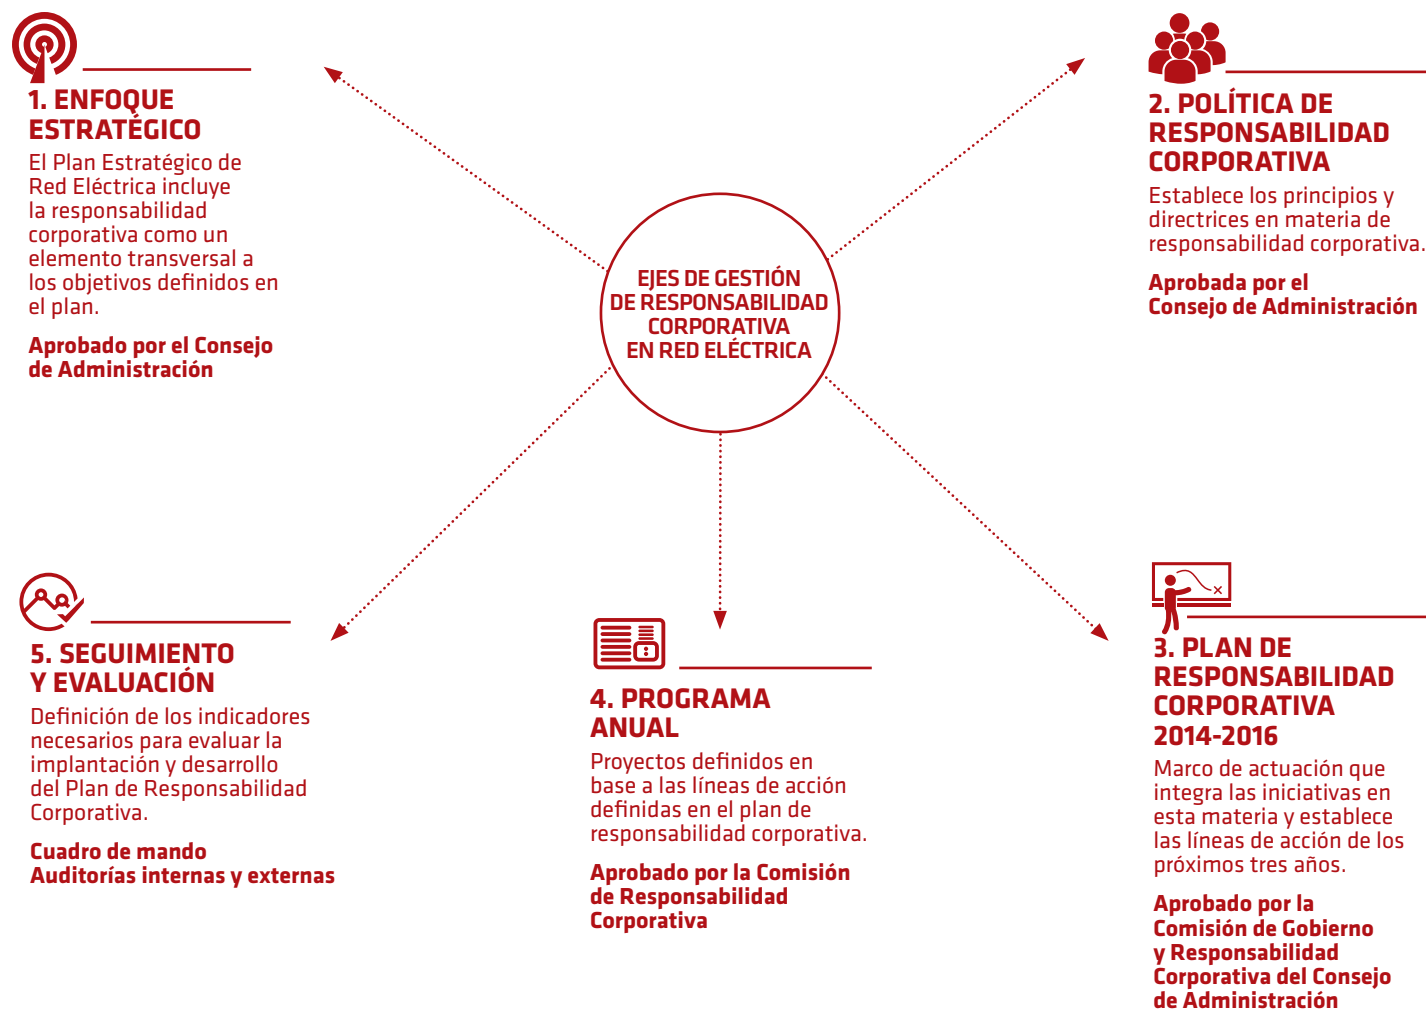 1. ENFOQUE
ESTRATÉGICO
El Plan Estratégico de
Red Eléctrica incluye
la responsabilidad
corporativa como un
elemento transversal a
los objetivos definidos en
el plan.
Aprobado por el Consejo
de Administración
2. POLÍTICA DE
RESPONSABILIDAD
CORPORATIVA
Establece los principios y
directrices en materia de
responsabilidad corporativa.
Aprobada por el
Consejo de Administración
EJES DE GESTIÓN
DE RESPONSABILIDAD
CORPORATIVA
EN RED ELÉCTRICA
3. PLAN DE
RESPONSABILIDAD
CORPORATIVA
2014-2016
Marco de actuación que
integra las iniciativas en
esta materia y establece
las líneas de acción de los
próximos tres años.
Aprobado por la
Comisión de Gobierno
y Responsabilidad
Corporativa del Consejo
de Administración
4. PROGRAMA
ANUAL
Proyectos definidos en
base a las líneas de acción
definidas en el plan de
responsabilidad corporativa.
Aprobado por la Comisión
de Responsabilidad
Corporativa
5. SEGUIMIENTO
Y EVALUACIÓN
Definición de los indicadores
necesarios para evaluar la
implantación y desarrollo
del Plan de Responsabilidad
Corporativa.
Cuadro de mando
Auditorías internas y externas